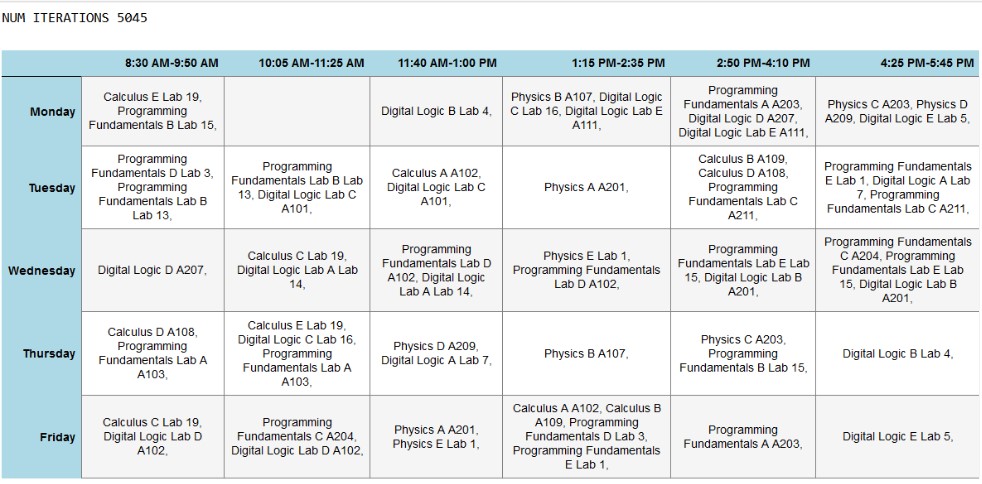 NUM ITERATIONS 5045
8:30 AM-9:50 AM 10:05 AM-11:25 AM 11:40 AM-1:00 PM 1:15 PM-2:35 PM 2:50 PM-4:10 PM 4:25 PM-5:45 PM
Monday
Calculus E Lab 19,
Programming
Fundamentals B Lab 15,
Digital Logic B Lab 4,
Physics B A107, Digital Logic
C Lab 16, Digital Logic Lab E
A111,
Programming
Fundamentals A A203,
Digital Logic D A207,
Digital Logic Lab E A111,
Physics C A203, Physics D
A209, Digital Logic E Lab 5,
Tuesday
Programming
Fundamentals D Lab 3,
Programming
Fundamentals Lab B
Lab 13,
Programming
Fundamentals Lab B Lab
13, Digital Logic Lab C
A101,
Calculus A A102,
Digital Logic Lab C
A101,
Physics A A201,
Calculus B A109,
Calculus D A108,
Programming
Fundamentals Lab C
A211,
Programming Fundamentals
E Lab 1, Digital Logic A Lab
7, Programming
Fundamentals Lab C A211,
Wednesday
Digital Logic D A207,
Calculus C Lab 19,
Digital Logic Lab A Lab
14,
Programming
Fundamentals Lab D
A102, Digital Logic
Lab A Lab 14,
Physics E Lab 1,
Programming Fundamentals
Lab D A102,
Programming
Fundamentals Lab E Lab
15, Digital Logic Lab B
A201,
Programming Fundamentals
C A204, Programming
Fundamentals Lab E Lab
15, Digital Logic Lab B
A201,
Thursday
Calculus D A108,
Programming
Fundamentals Lab A
A103,
Calculus E Lab 19,
Digital Logic C Lab 16,
Programming
Fundamentals Lab A
A103,
Physics D A209,
Digital Logic A Lab 7,
Physics B A107,
Physics C A203,
Programming
Fundamentals B Lab 15,
Digital Logic B Lab 4,
Friday
Calculus C Lab 19,
Digital Logic Lab D
A102,
Programming
Fundamentals C A204,
Digital Logic Lab D A102,
Physics A A201,
Physics E Lab 1,
Calculus A A102, Calculus B
A109, Programming
Fundamentals D Lab 3,
Programming Fundamentals
E Lab 1,
Programming
Fundamentals A A203,
Digital Logic E Lab 5,